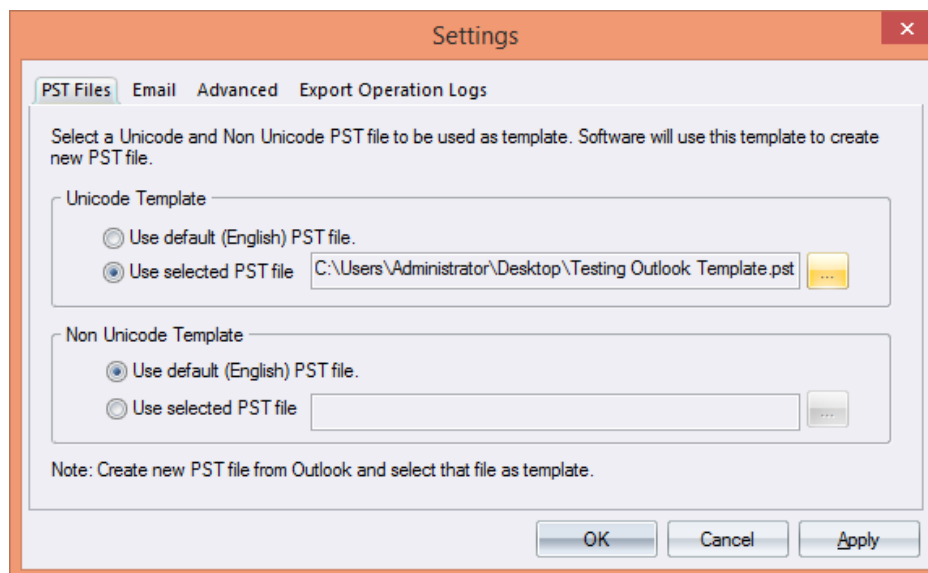 Settings
PST Files Email Advanced Export Operation Logs
Select a Unicode and Non Unicode PST file to be used as template. Software will use this template to create
new PST file.
Unicode Template
Use default (English) PST file.
Use selected PST file C:\Users\Administrator\Desktop\Testing Outlook Template.pst ...
Non Unicode Template
Use default (English) PST file.
Use selected PST file ...
Note: Create new PST file from Outlook and select that file as template.
OK Cancel Apply